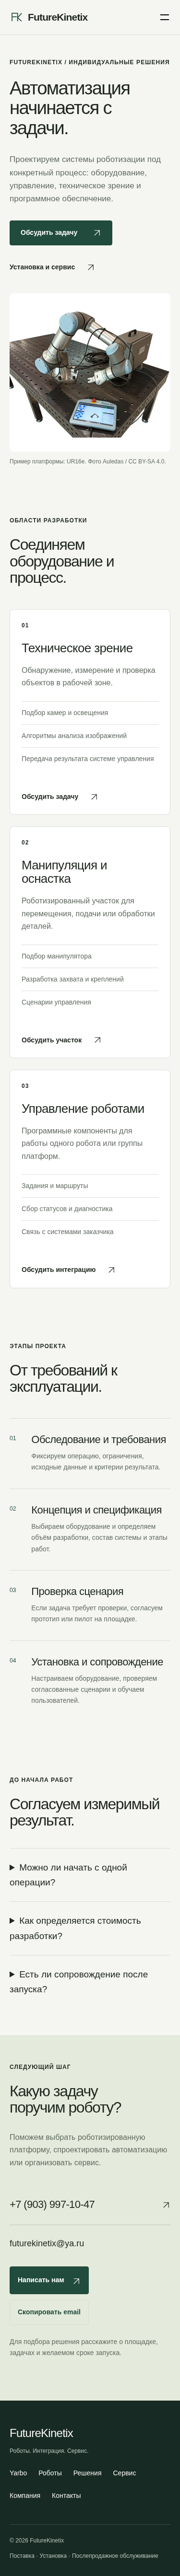 FutureKinetix
FUTUREKINETIX / ИНДИВИДУАЛЬНЫЕ РЕШЕНИЯ
Автоматизация
начинается с
задачи.
Проектируем системы роботизации под
конкретный процесс: оборудование,
управление, техническое зрение и
программное обеспечение.
Обсудить задачу
Установка и сервис
Пример платформы: UR16e. Фото Auledas / CC BY-SA 4.0.
ОБЛАСТИ РАЗРАБОТКИ
Соединяем
оборудование и
процесс.
01
Техническое зрение
Обнаружение, измерение и проверка
объектов в рабочей зоне.
Подбор камер и освещения
Алгоритмы анализа изображений
Передача результата системе управления
Обсудить задачу
02
Манипуляция и
оснастка
Роботизированный участок для
перемещения, подачи или обработки
деталей.
Подбор манипулятора
Разработка захвата и креплений
Сценарии управления
Обсудить участок
03
Управление роботами
Программные компоненты для
работы одного робота или группы
платформ.
Задания и маршруты
Сбор статусов и диагностика
Связь с системами заказчика
Обсудить интеграцию
ЭТАПЫ ПРОЕКТА
От требований к
эксплуатации.
01
Обследование и требования
Фиксируем операцию, ограничения,
исходные данные и критерии результата.
02
Концепция и спецификация
Выбираем оборудование и определяем
объём разработки, состав системы и этапы
работ.
03
Проверка сценария
Если задача требует проверки, согласуем
прототип или пилот на площадке.
04
Установка и сопровождение
Настраиваем оборудование, проверяем
согласованные сценарии и обучаем
пользователей.
ДО НАЧАЛА РАБОТ
Согласуем измеримый
результат.
Можно ли начать с одной
операции?
Как определяется стоимость
разработки?
Есть ли сопровождение после
запуска?
СЛЕДУЮЩИЙ ШАГ
Какую задачу
поручим роботу?
Поможем выбрать роботизированную
платформу, спроектировать автоматизацию
или организовать сервис.
+7 (903) 997-10-47
futurekinetix@ya.ru
Написать нам
Скопировать email
Для подбора решения расскажите о площадке,
задачах и желаемом сроке запуска.
FutureKinetix
Роботы. Интеграция. Сервис.
Yarbo Роботы Решения Сервис
Компания Контакты
© 2026 FutureKinetix
Поставка · Установка · Послепродажное обслуживание